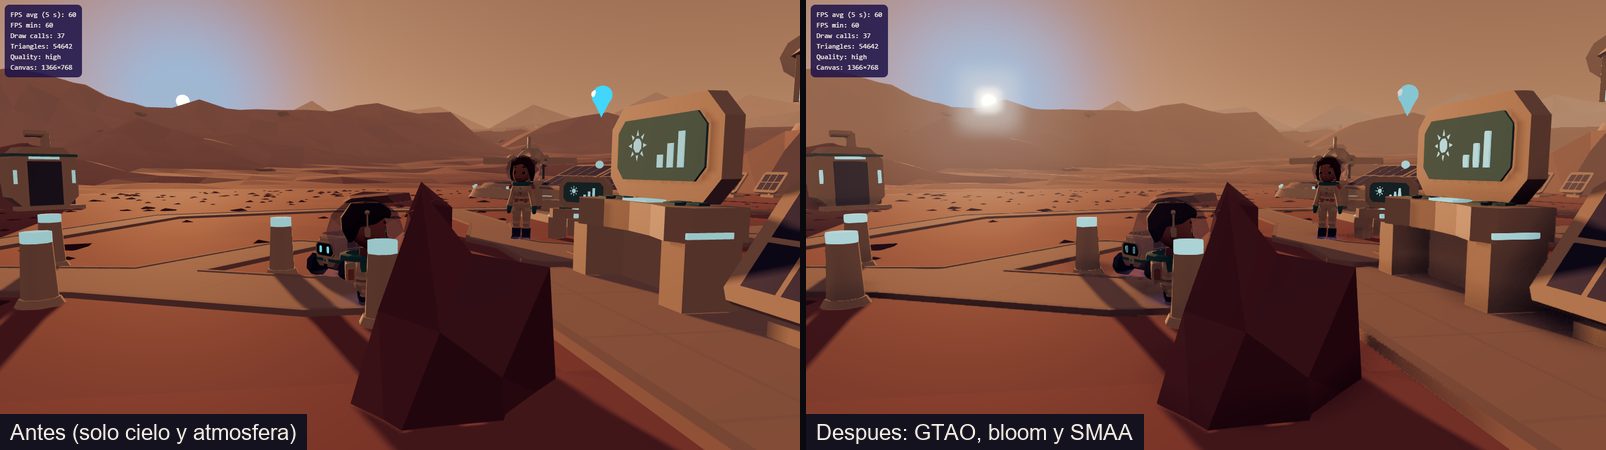 FPS avg (5 s): 60
FPS min: 60
Draw calls: 37
Triangles: 54642
Quality: high
Canvas: 1366×768
Antes (solo cielo y atmosfera)
FPS avg (5 s): 60
FPS min: 60
Draw calls: 37
Triangles: 54642
Quality: high
Canvas: 1366×768
Despues: GTAO, bloom y SMAA